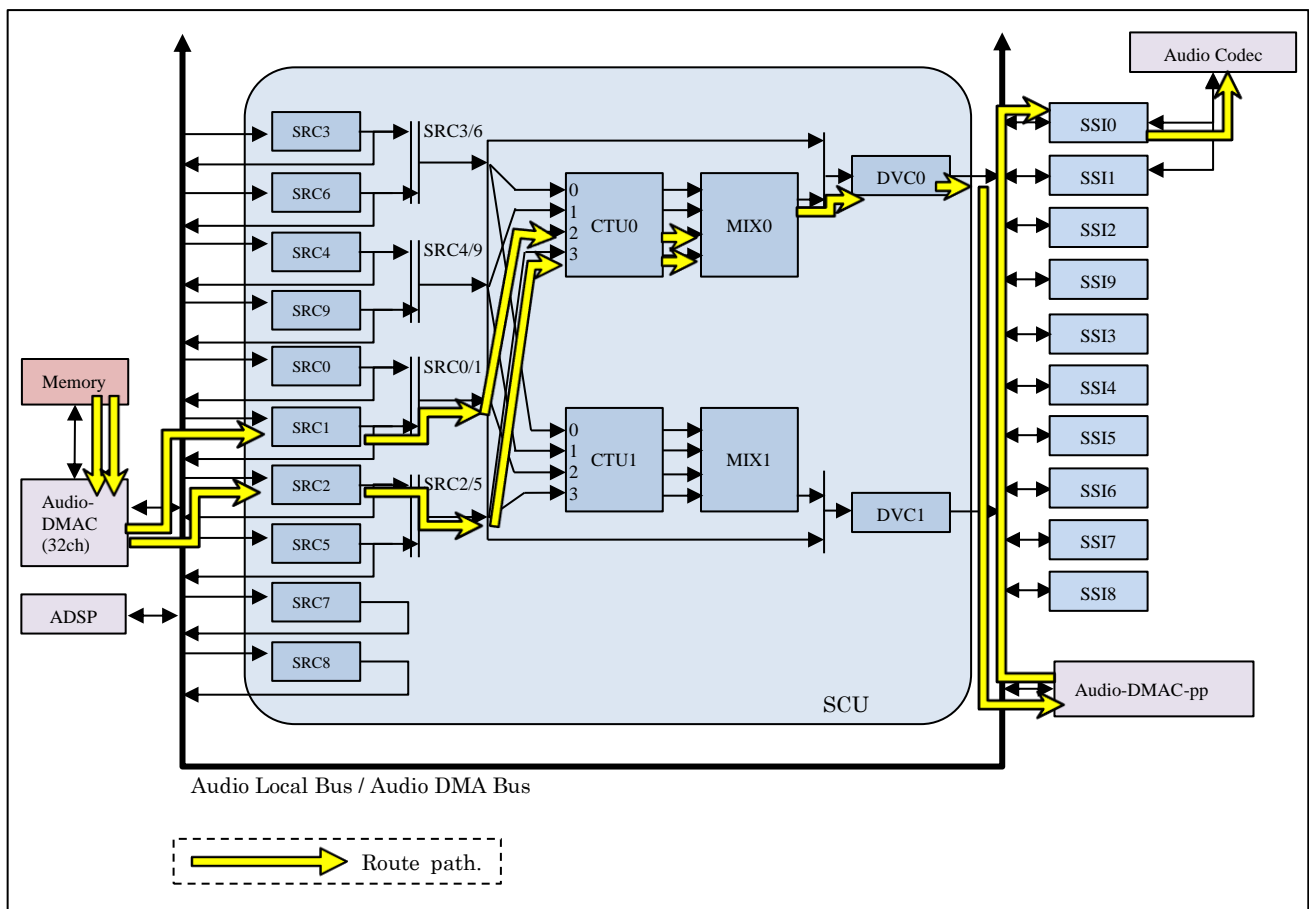 Audio Codec
SRC3
SRC3/6
SSI0
SRC6
DVC0
SSI1
0
1
2
3
CTU0
MIX0
SSI2
SRC4
SRC4/9
SSI9
SRC9
SSI3
SRC0
SRC0/1
Memory
SSI4
SRC1
0
1
2
3
CTU1
MIX1
SSI5
SRC2
SRC2/5
SSI6
Audio-
DMAC
(32ch)
DVC1
SRC5
SSI7
SRC7
SSI8
ADSP
SRC8
SCU
Audio-DMAC-pp
Audio Local Bus / Audio DMA Bus
Route path.